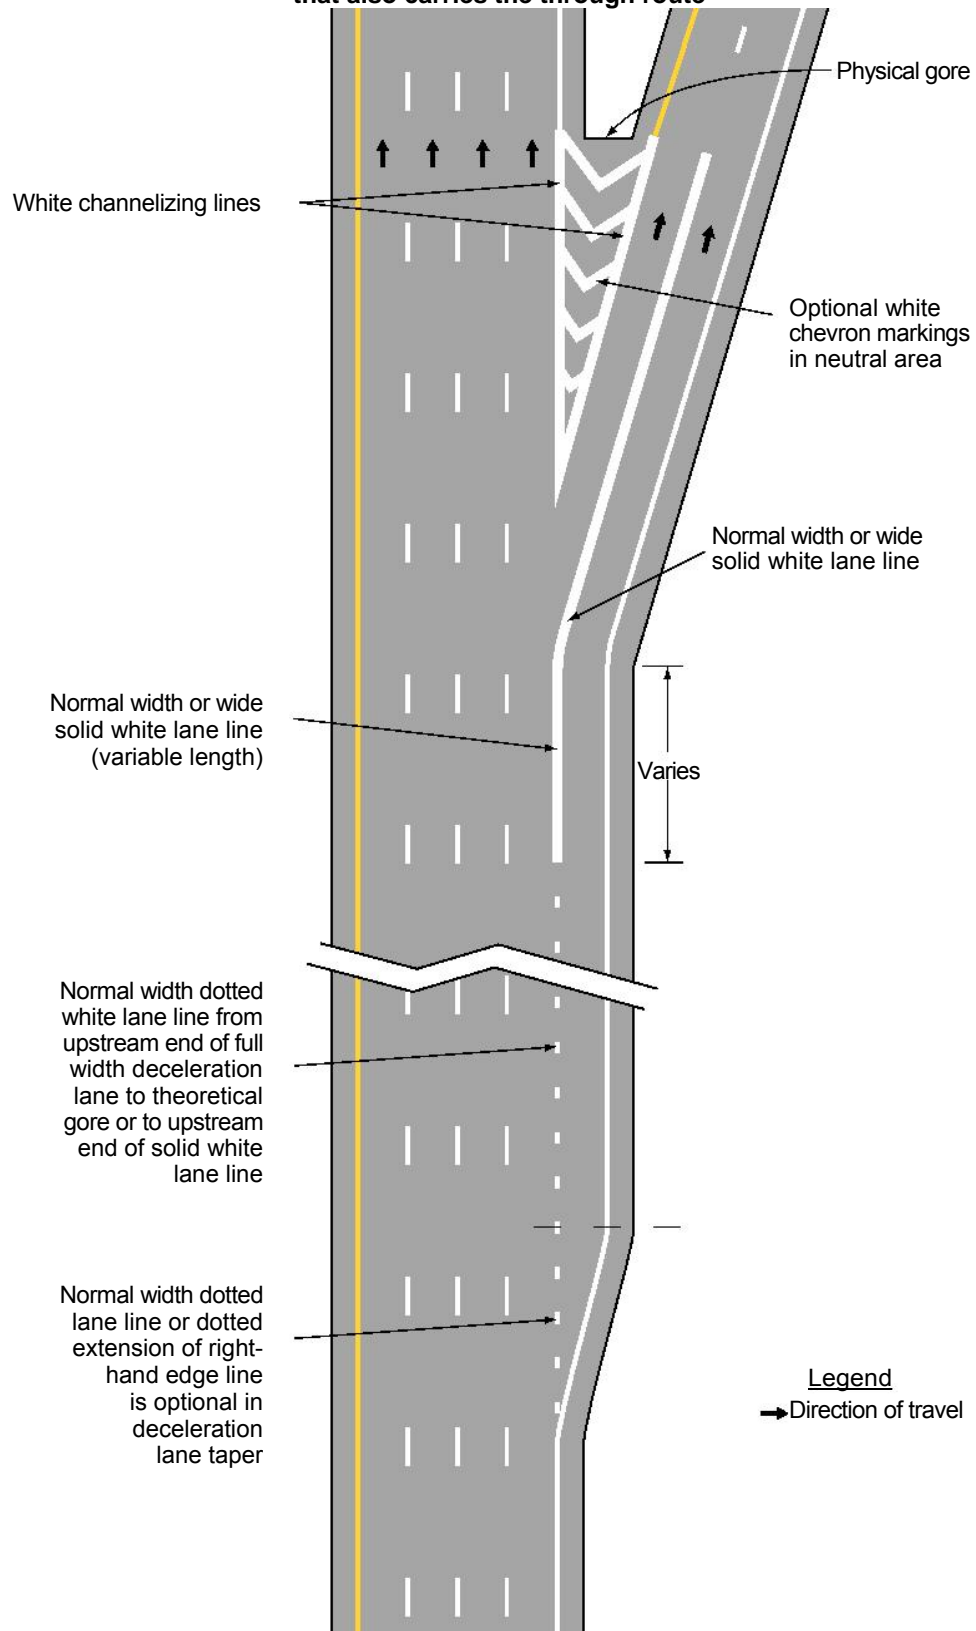 that also carries the through route
Physical gore
White channelizing lines
Optional white
chevron markings
in neutral area
Normal width or wide
solid white lane line
Normal width or wide
solid white lane line
(variable length)
Varies
Normal width dotted
white lane line from
upstream end of full
width deceleration
lane to theoretical
gore or to upstream
end of solid white
lane line
Normal width dotted
lane line or dotted
extension of right-
hand edge line
is optional in
deceleration
lane taper
Legend
Direction of travel